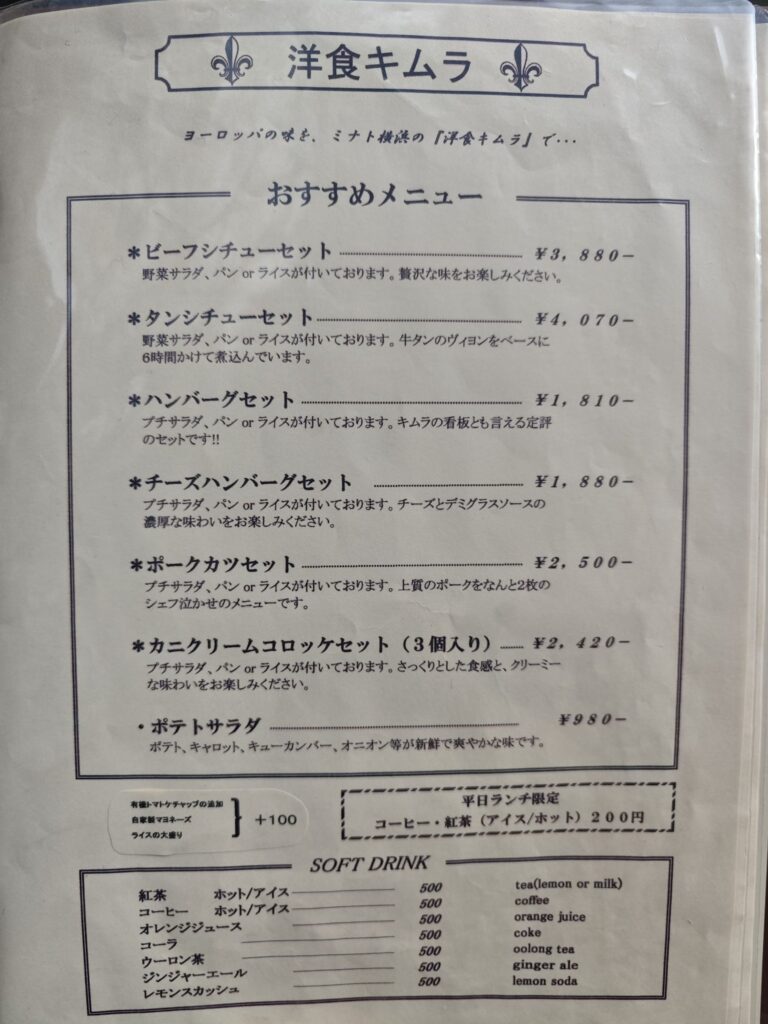 洋食キムラ
ヨーロッパの味を、ミナト横浜の『洋食キムラ』で・・・
おすすめメニュー
＊ビーフシチューセット ¥3,880-
野菜サラダ、パン or ライスが付いております。贅沢な味をお楽しみください。
＊タンシチューセット ¥4,070-
野菜サラダ、パン or ライスが付いております。牛タンのヴィヨンをベースに
6時間かけて煮込んでいます。
＊ハンバーグセット ¥1,810-
プチサラダ、パン or ライスが付いております。キムラの看板とも言える定評
のセットです!!
＊チーズハンバーグセット ¥1,880-
プチサラダ、パン or ライスが付いております。チーズとデミグラスソースの
濃厚な味わいをお楽しみください。
＊ポークカツセット ¥2,500-
プチサラダ、パン or ライスが付いております。上質のポークをなんと2枚の
シェフ泣かせのメニューです。
＊カニクリームコロッケセット（3個入り） ¥2,420-
プチサラダ、パン or ライスが付いております。さっくりとした食感と、クリーミー
な味わいをお楽しみください。
・ポテトサラダ ¥980-
ポテト、キャロット、キューカンバー、オニオン等が新鮮で爽やかな味です。
有機トマトケチャップの追加
自家製マヨネーズ
ライスの大盛り
+100
平日ランチ限定
コーヒー・紅茶（アイス/ホット）200円
SOFT DRINK
紅茶 ホット/アイス 500 tea(lemon or milk)
コーヒー ホット/アイス 500 coffee
オレンジジュース 500 orange juice
コーラ 500 coke
ウーロン茶 500 oolong tea
ジンジャーエール 500 ginger ale
レモンスカッシュ 500 lemon soda